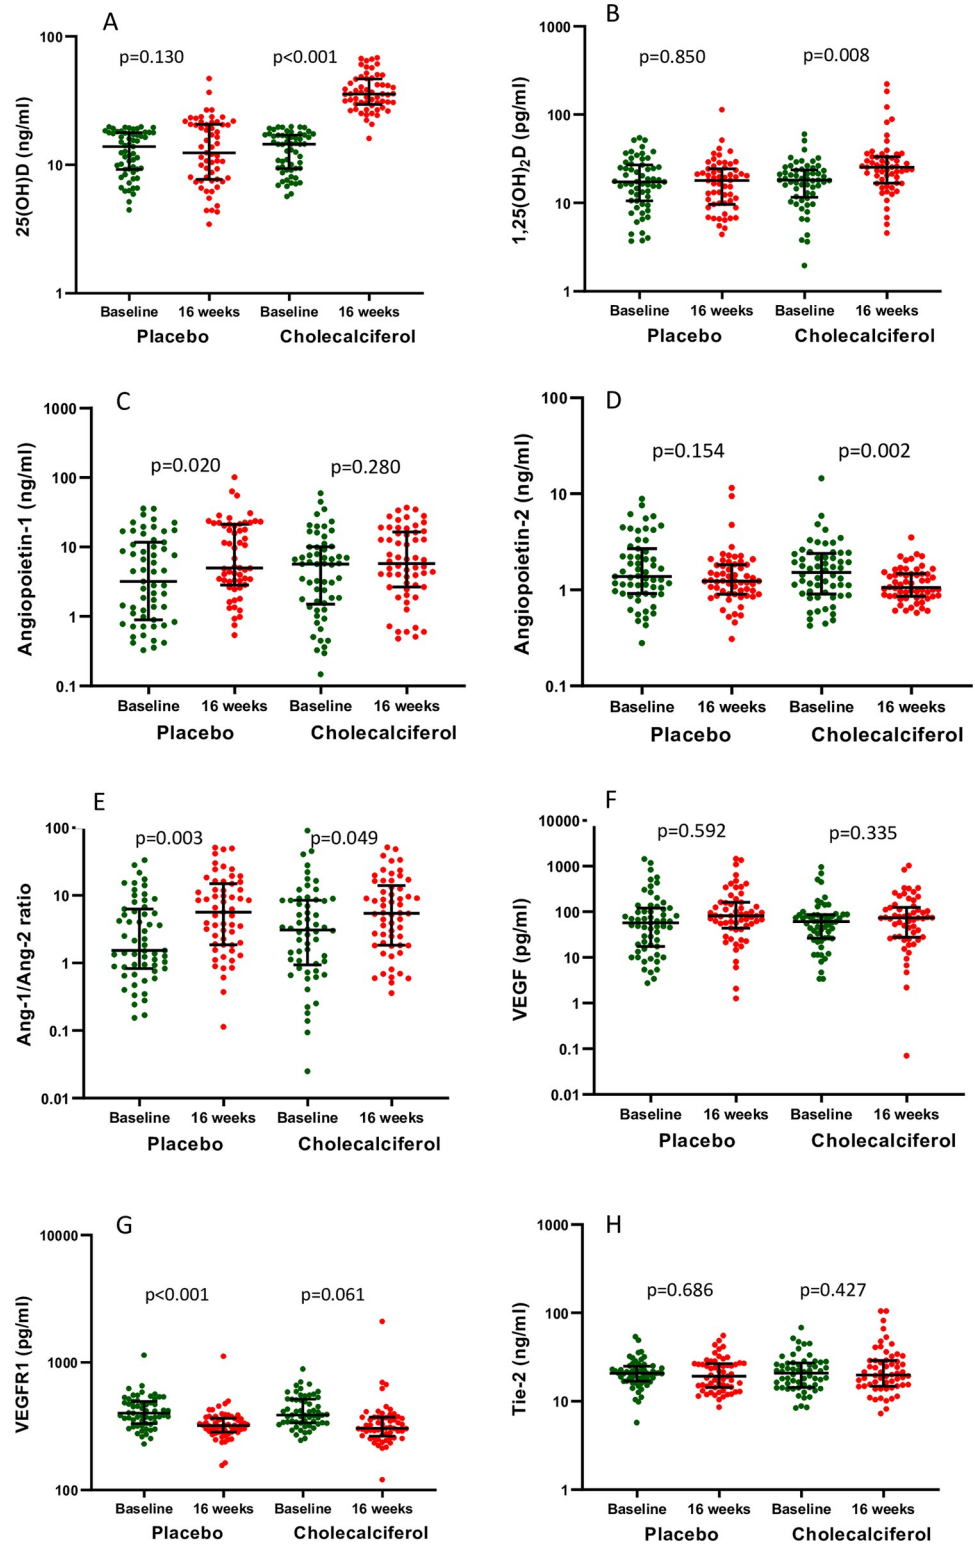 A
25(OH)D (ng/ml)
100
10
1
p=0.130
p<0.001
Baseline 16 weeks Baseline 16 weeks
Placebo Cholecalciferol
B
1,25(OH)₂D (pg/ml)
1000
100
10
1
p=0.850
p=0.008
Baseline 16 weeks Baseline 16 weeks
Placebo Cholecalciferol
C
Angiopoietin-1 (ng/ml)
1000
100
10
1
0.1
p=0.020
p=0.280
Baseline 16 weeks Baseline 16 weeks
Placebo Cholecalciferol
D
Angiopoietin-2 (ng/ml)
100
10
1
0.1
p=0.154
p=0.002
Baseline 16 weeks Baseline 16 weeks
Placebo Cholecalciferol
E
Ang-1/Ang-2 ratio
100
10
1
0.1
0.01
p=0.003
p=0.049
Baseline 16 weeks Baseline 16 weeks
Placebo Cholecalciferol
F
VEGF (pg/ml)
10000
1000
100
10
1
0.1
0.01
p=0.592
p=0.335
Baseline 16 weeks Baseline 16 weeks
Placebo Cholecalciferol
G
VEGFR1 (pg/ml)
10000
1000
100
p<0.001
p=0.061
Baseline 16 weeks Baseline 16 weeks
Placebo Cholecalciferol
H
Tie-2 (ng/ml)
1000
100
10
1
p=0.686
p=0.427
Baseline 16 weeks Baseline 16 weeks
Placebo Cholecalciferol